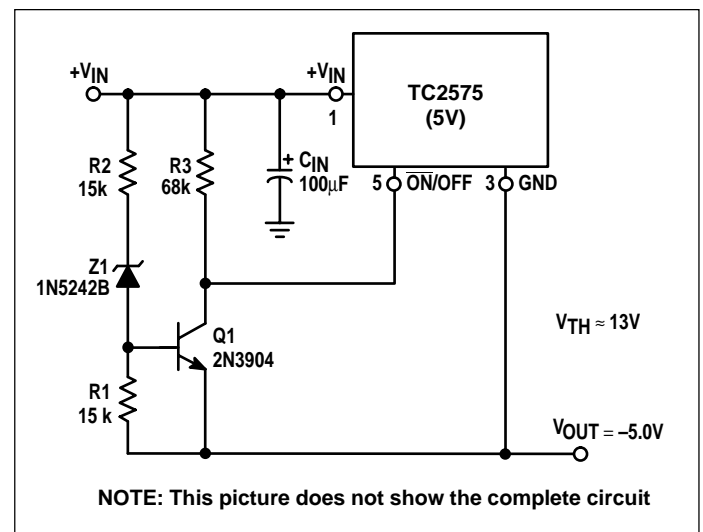 +VIN
+VIN
1
TC2575
(5V)
R2
15k
R3
68k
+ CIN
100µF
5
ON/OFF
3
GND
Z1
1N5242B
Q1
2N3904
VTH ≈ 13V
R1
15 k
VOUT = –5.0V
NOTE: This picture does not show the complete circuit